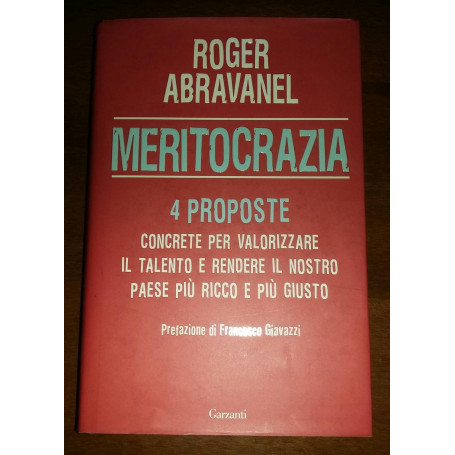 ROGER
ABRAVANEL
MERITOCRAZIA
4 PROPOSTE
CONCRETE PER VALORIZZARE
IL TALENTO E RENDERE IL NOSTRO
PAESE PIÙ RICCO E PIÙ GIUSTO
Prefazione di Francesco Giavazzi
Garzanti